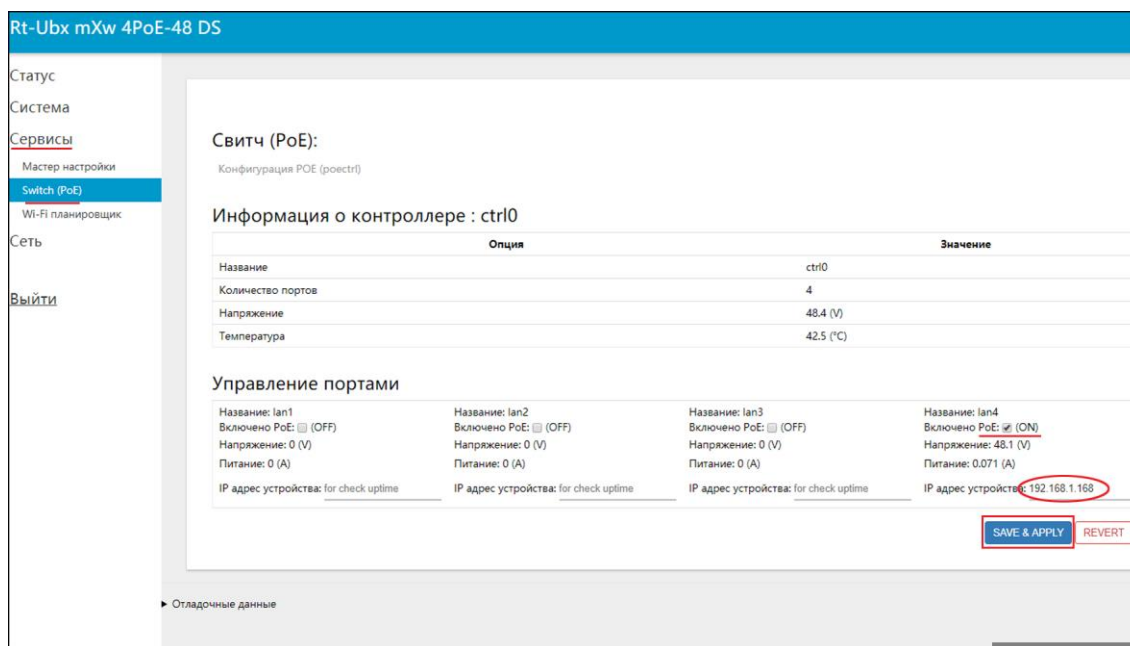 Rt-Ubx mXw 4PoE-48 DS
Статус
Система
Сервисы
Мастер настройки
Switch (PoE)
Wi-Fi планировщик
Сеть
Выйти
Свитч (PoE):
Конфигурация POE (poectrl)
Информация о контроллере : ctrl0
Опция Значение
Название ctrl0
Количество портов 4
Напряжение 48.4 (V)
Температура 42.5 (°C)
Управление портами
Название: lan1 Название: lan2 Название: lan3 Название: lan4
Включено PoE: (OFF) Включено PoE: (OFF) Включено PoE: (OFF) Включено PoE: (ON)
Напряжение: 0 (V) Напряжение: 0 (V) Напряжение: 0 (V) Напряжение: 48.1 (V)
Питание: 0 (A) Питание: 0 (A) Питание: 0 (A) Питание: 0.071 (A)
IP адрес устройства: for check uptime IP адрес устройства: for check uptime IP адрес устройства: for check uptime IP адрес устройства: 192.168.1.168
SAVE & APPLY REVERT
Отладочные данные